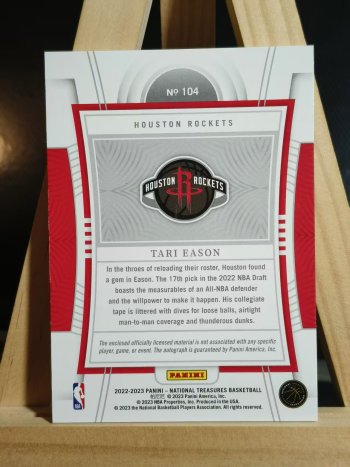 Nº 104
HOUSTON ROCKETS
HOUSTON ROCKETS
TARI EASON
In the throes of reloading their roster, Houston found
a gem in Eason. The 17th pick in the 2022 NBA Draft
boasts the measurables of an All-NBA defender
and the willpower to make it happen. His collegiate
tape is littered with dives for loose balls, airtight
man-to-man coverage and thunderous dunks.
The enclosed officially licensed material is not associated with any specific
player, game, or event. The autograph is guaranteed by Panini America, Inc.
PANINI
2022-2023 PANINI – NATIONAL TREASURES BASKETBALL
© 2023 Panini America, Inc.
© 2023 NBA Properties, Inc. Produced in the USA.
© 2023 the National Basketball Players Association. All rights reserved.
NBA